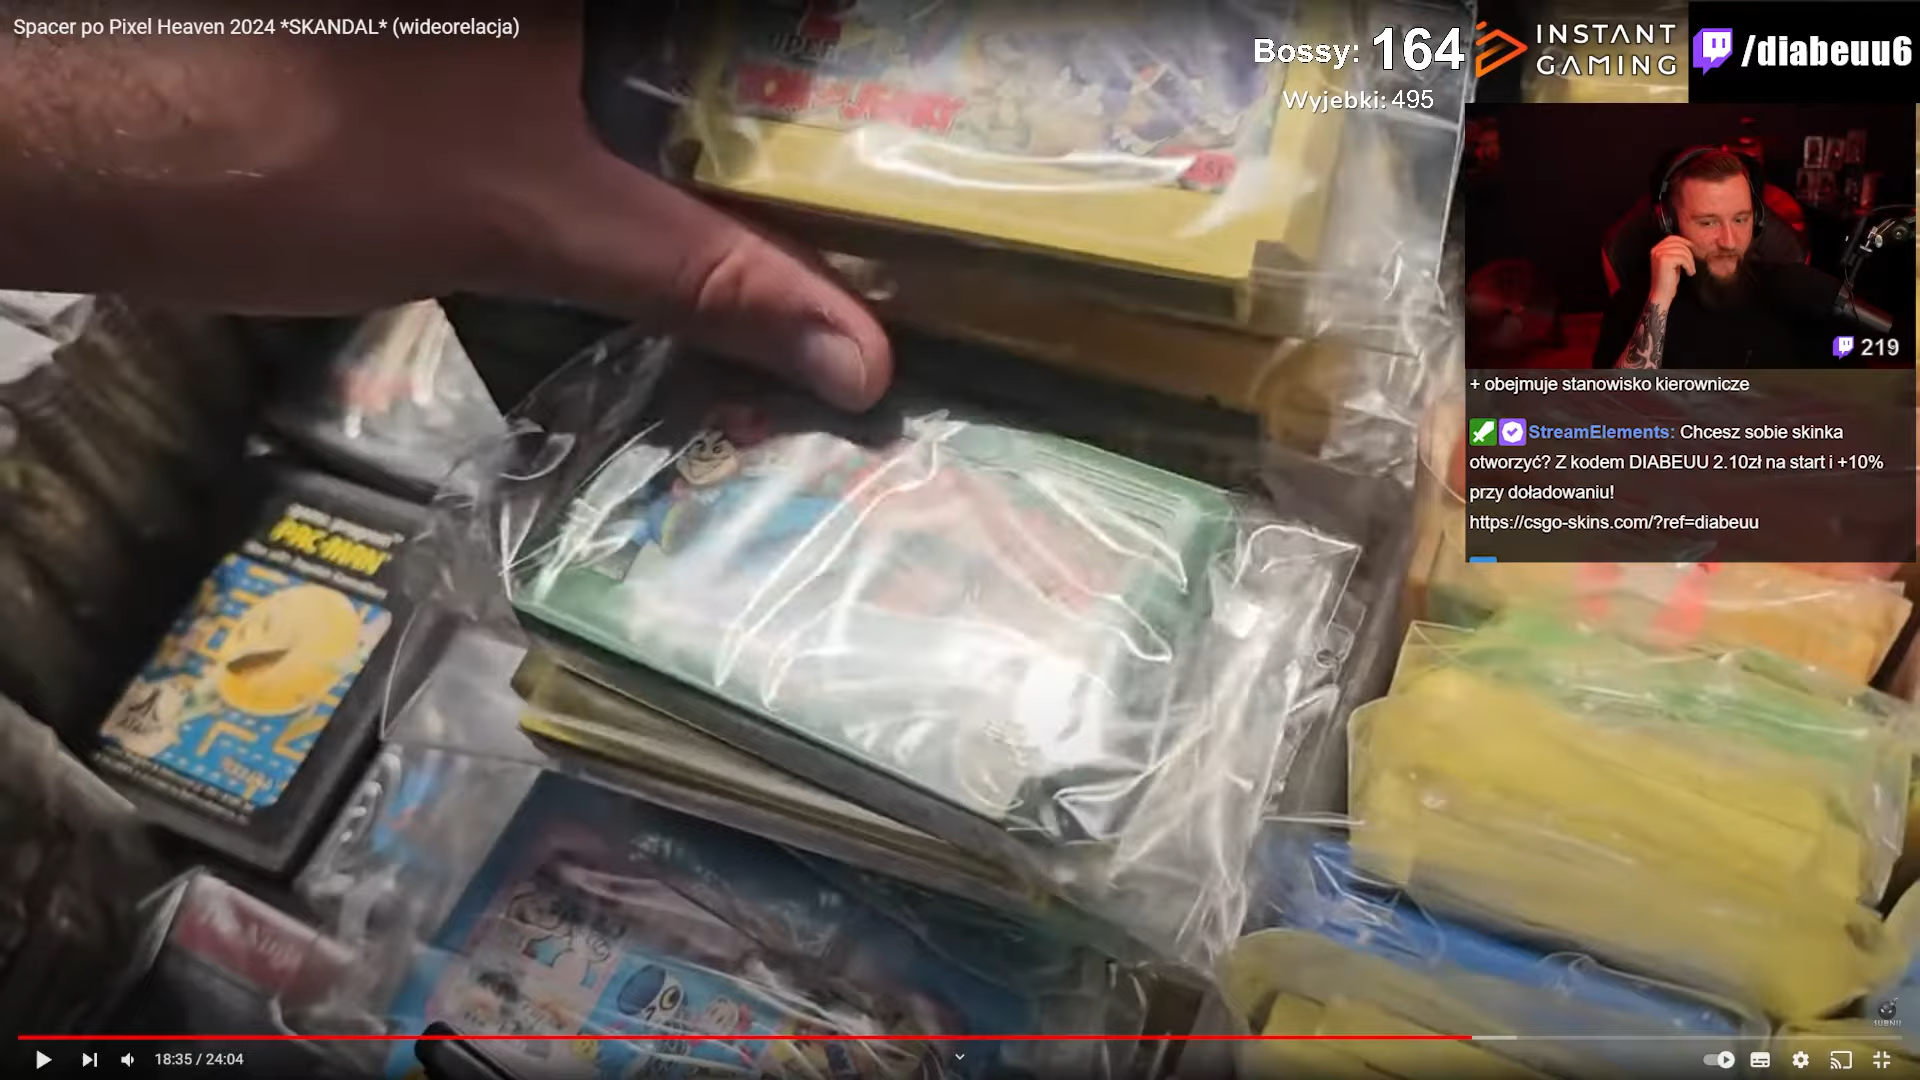 Spacer po Pixel Heaven 2024 *SKANDAL* (wideorelacja)
Bossy: 164
Wyjebki: 495
INSTANT
GAMING
/diabeuu6
219
+ obejmuje stanowisko kierownicze
StreamElements: Chcesz sobie skinka
otworzyć? Z kodem DIABEUU 2.10zł na start i +10%
przy doładowaniu!
https://csgo-skins.com/?ref=diabeuu
PAC-MAN
ATARI
18:35 / 24:04